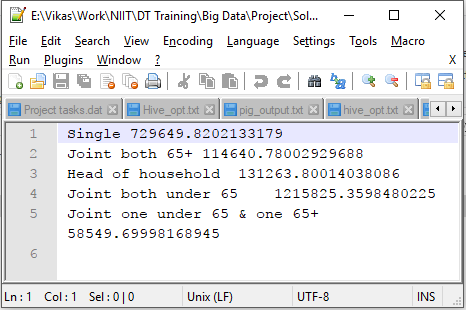 E:\Vikas\Work\NIIT\DT Training\Big Data\Project\Sol...
File Edit Search View Encoding Language Settings Tools Macro
Run Plugins Window ? X
Project tasks.dat Hive_opt.txt pig_output.txt hive_opt.txt
1 Single 729649.8202133179
2 Joint both 65+ 114640.78002929688
3 Head of household 131263.80014038086
4 Joint both under 65 1215825.3598480225
5 Joint one under 65 & one 65+
58549.69998168945
6
Ln : 1 Col : 1 Sel : 0 | 0 Unix (LF) UTF-8 INS